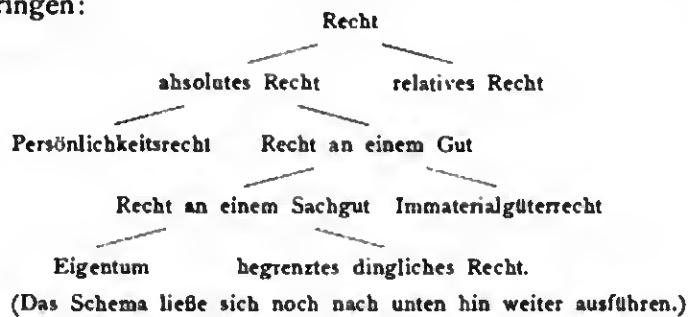 ringen:
Recht
absolutes Recht relatives Recht
Persönlichkeitsrecht Recht an einem Gut
Recht an einem Sachgut Immaterialgüterrecht
Eigentum begrenztes dingliches Recht.
(Das Schema ließe sich noch nach unten hin weiter ausführen.)